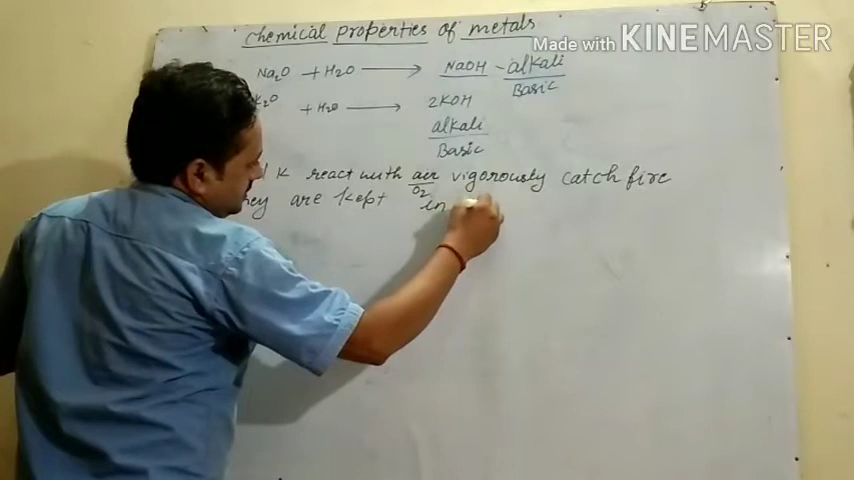 chemical properties of metals
Made with KINEMASTER
Na₂O + H₂O ⟶ NaOH - alkali
Basic
K₂O + H₂O ⟶ 2KOH
alkali
Basic
K react with air vigorously catch fire
O₂
are kept in